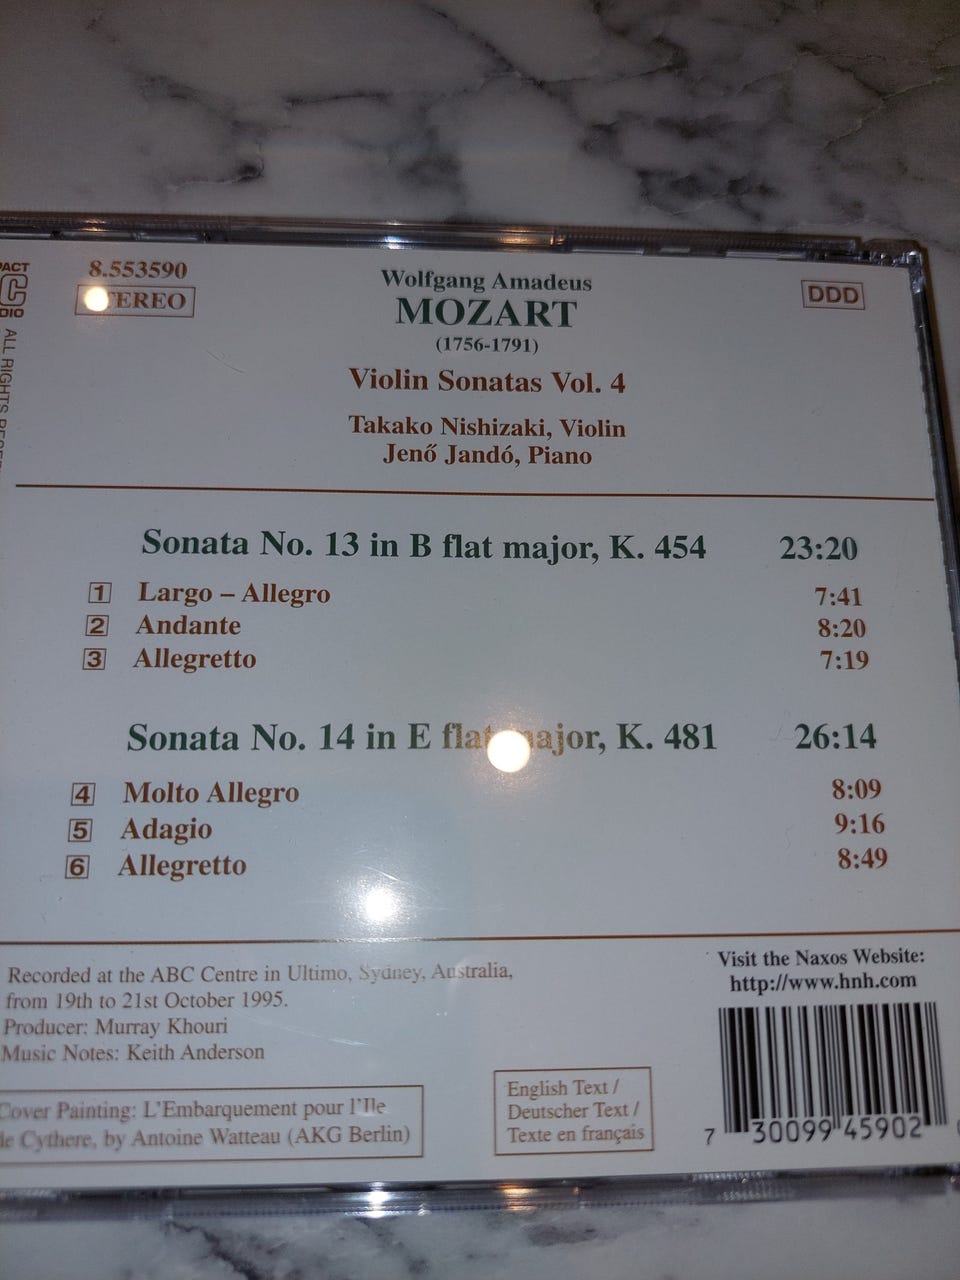 8.553590
STEREO
Wolfgang Amadeus
MOZART
(1756-1791)
Violin Sonatas Vol. 4
Takako Nishizaki, Violin
Jenő Jandó, Piano
DDD
Sonata No. 13 in B flat major, K. 454 23:20
1 Largo – Allegro 7:41
2 Andante 8:20
3 Allegretto 7:19
Sonata No. 14 in E flat major, K. 481 26:14
4 Molto Allegro 8:09
5 Adagio 9:16
6 Allegretto 8:49
Recorded at the ABC Centre in Ultimo, Sydney, Australia,
from 19th to 21st October 1995.
Producer: Murray Khouri
Music Notes: Keith Anderson
Cover Painting: L'Embarquement pour l'Ile
de Cythere, by Antoine Watteau (AKG Berlin)
English Text /
Deutscher Text /
Texte en français
Visit the Naxos Website:
http://www.hnh.com
7 30099 45902
ALL RIGHTS